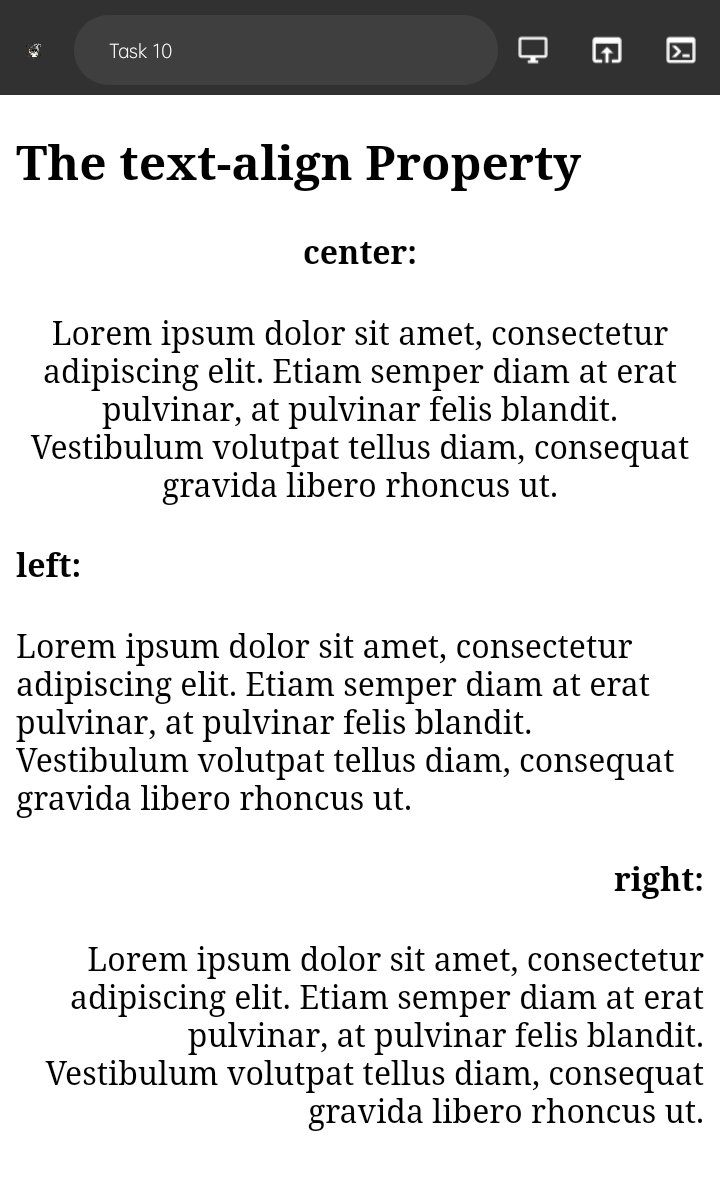 Task 10
The text-align Property
center:
Lorem ipsum dolor sit amet, consectetur
adipiscing elit. Etiam semper diam at erat
pulvinar, at pulvinar felis blandit.
Vestibulum volutpat tellus diam, consequat
gravida libero rhoncus ut.
left:
Lorem ipsum dolor sit amet, consectetur
adipiscing elit. Etiam semper diam at erat
pulvinar, at pulvinar felis blandit.
Vestibulum volutpat tellus diam, consequat
gravida libero rhoncus ut.
right:
Lorem ipsum dolor sit amet, consectetur
adipiscing elit. Etiam semper diam at erat
pulvinar, at pulvinar felis blandit.
Vestibulum volutpat tellus diam, consequat
gravida libero rhoncus ut.